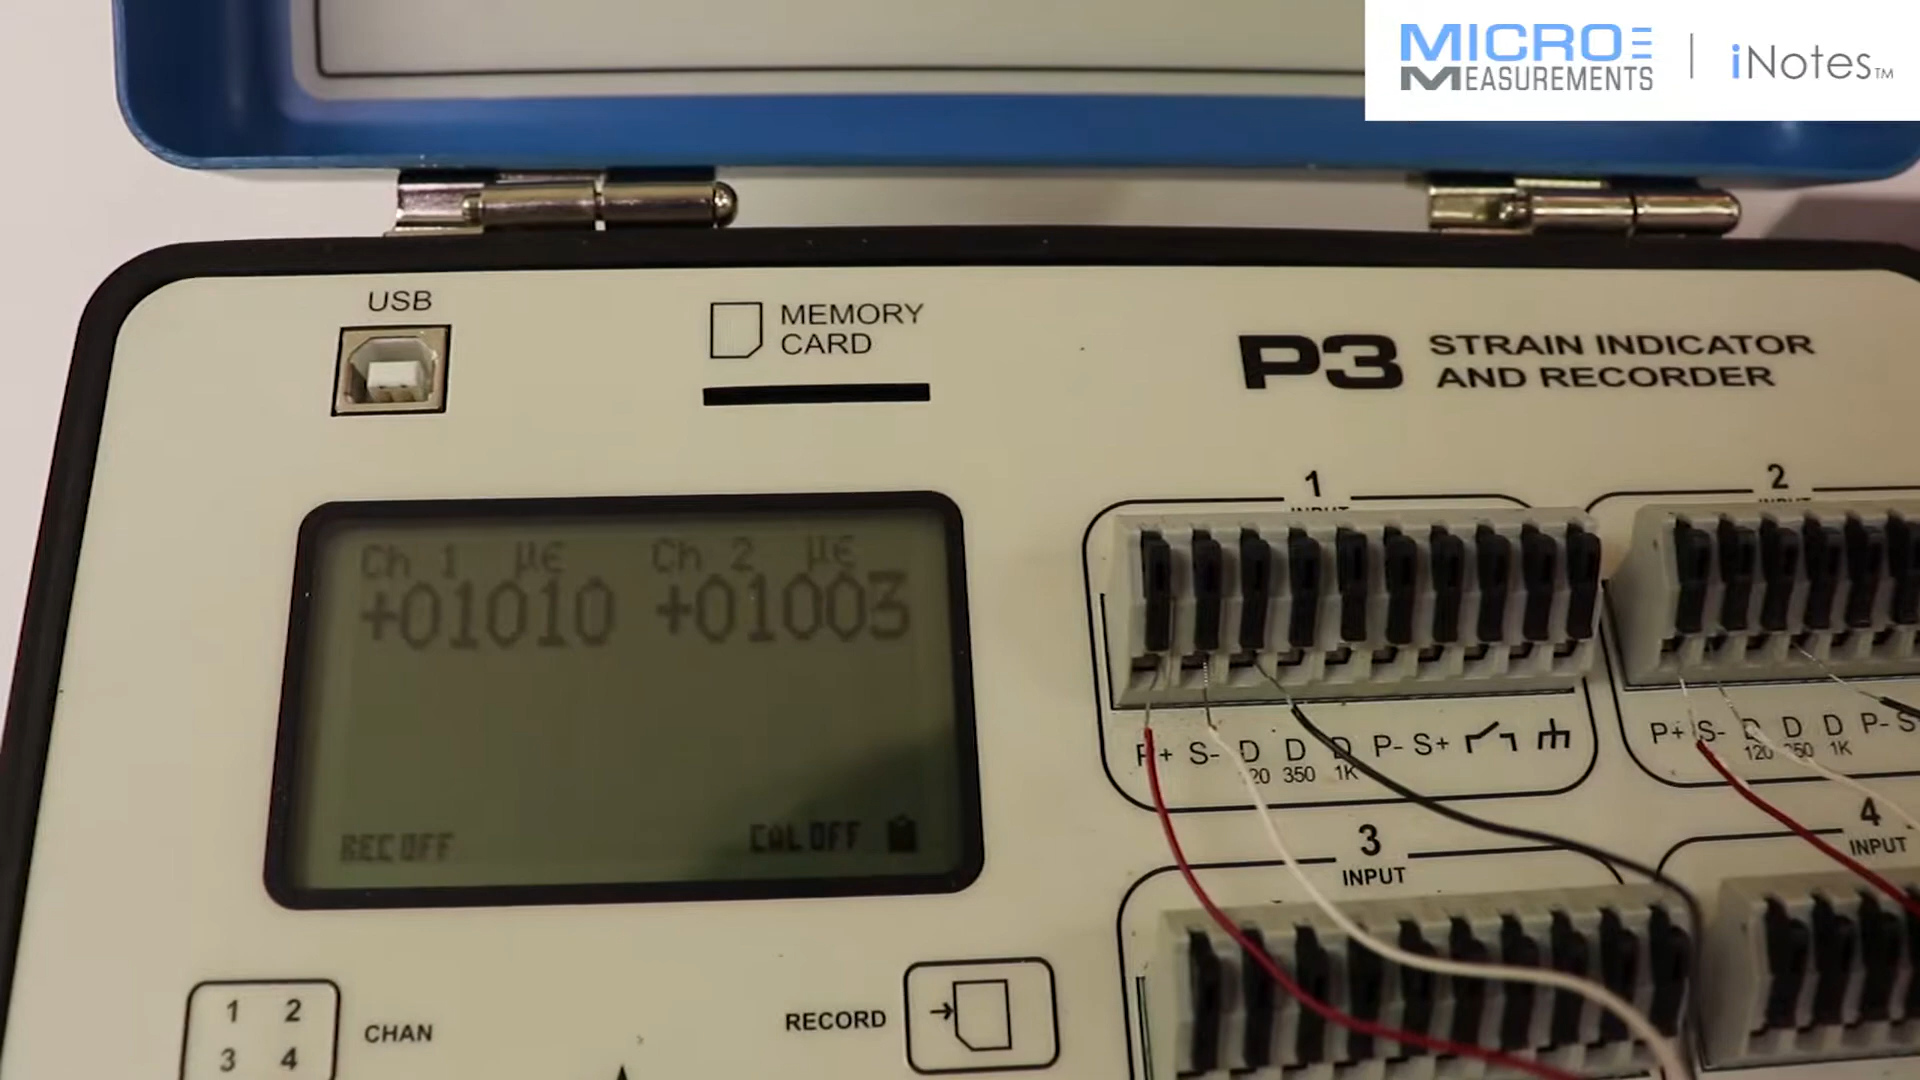 MICRO
MEASUREMENTS
iNotes™
USB
MEMORY
CARD
P3
STRAIN INDICATOR
AND RECORDER
Ch 1 µε Ch 2 µε
+01010 +01003
REC OFF
CAL OFF
1
INPUT
P+ S- D D D P- S+
120 350 1K
2
INPUT
P+ S- D D D P- S
120 350 1K
3
INPUT
4
INPUT
1 2
3 4
CHAN
RECORD